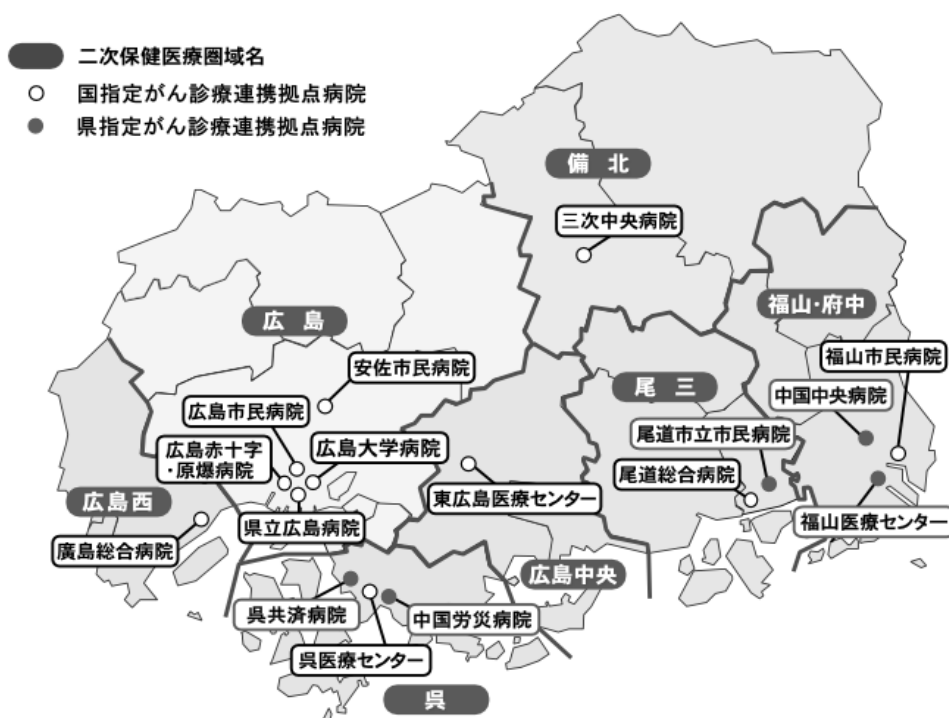 二次保健医療圏域名
国指定がん診療連携拠点病院
県指定がん診療連携拠点病院
備 北
三次中央病院
広 島
福山・府中
安佐市民病院
福山市民病院
尾 三
中国中央病院
広島市民病院
広島赤十字
・原爆病院
広島大学病院
尾道市立市民病院
尾道総合病院
広島西
東広島医療センター
県立広島病院
福山医療センター
廣島総合病院
広島中央
呉共済病院
中国労災病院
呉医療センター
呉